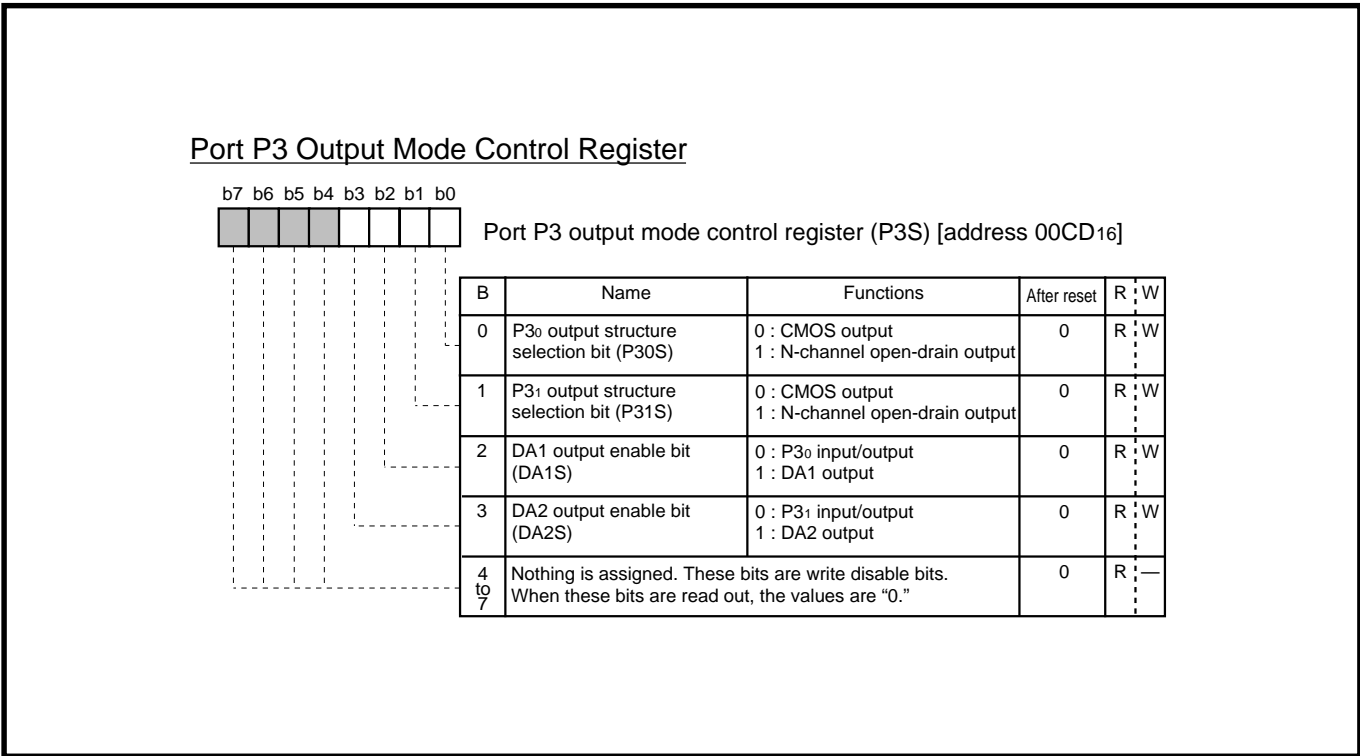 Port P3 Output Mode Control Register
b7 b6 b5 b4 b3 b2 b1 b0
Port P3 output mode control register (P3S) [address 00CD16]
B Name Functions After reset R W
0 P30 output structure selection bit (P30S) 0 : CMOS output 0 R W
1 : N-channel open-drain output
1 P31 output structure selection bit (P31S) 0 : CMOS output 0 R W
1 : N-channel open-drain output
2 DA1 output enable bit (DA1S) 0 : P30 input/output 0 R W
1 : DA1 output
3 DA2 output enable bit (DA2S) 0 : P31 input/output 0 R W
1 : DA2 output
4 to 7 Nothing is assigned. These bits are write disable bits. 0 R —
When these bits are read out, the values are “0.”